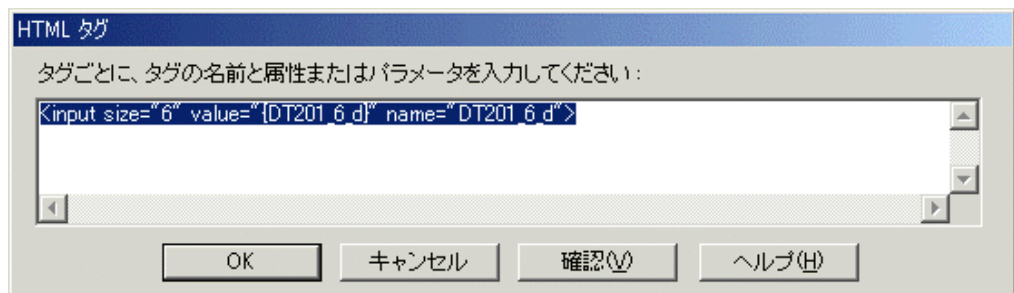 HTML タグ
タグごとに、タグの名前と属性またはパラメータを入力してください:
<input size="6" value="{DT201_6_d}" name="DT201_6_d">
OK キャンセル 確認(V) ヘルプ(H)